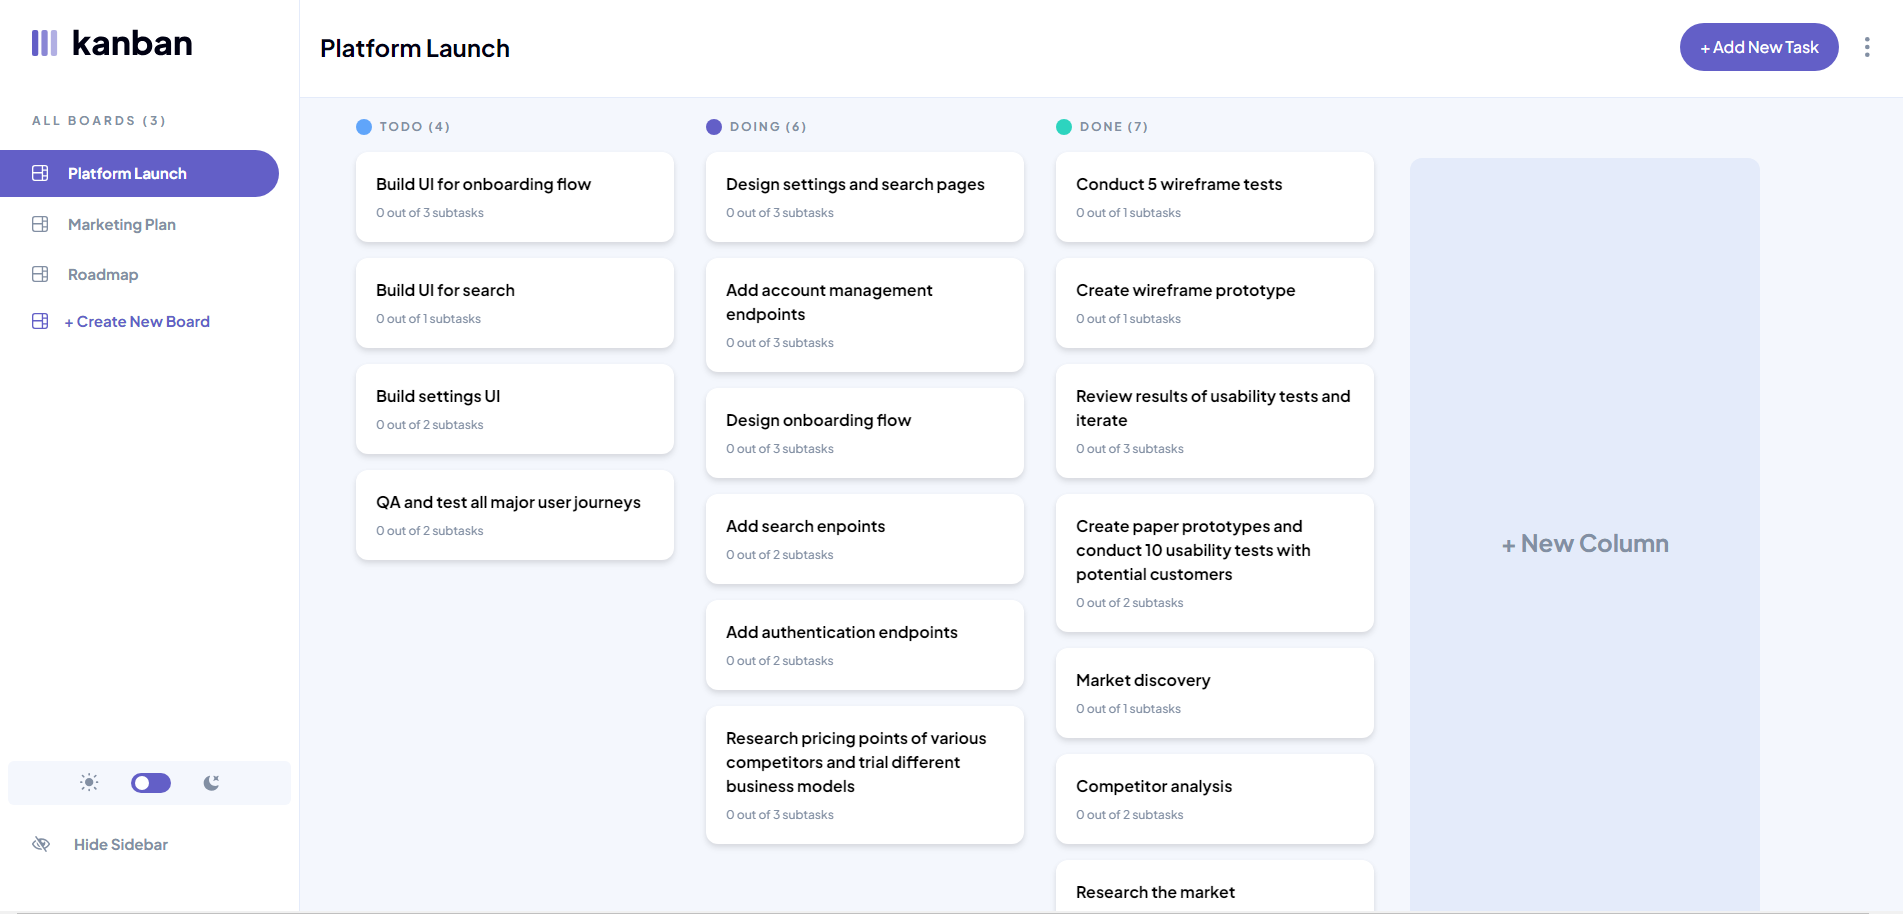 kanban
ALL BOARDS (3)
Platform Launch
Marketing Plan
Roadmap
+ Create New Board
Hide Sidebar
Platform Launch
+ Add New Task
TODO (4)
Build UI for onboarding flow
0 out of 3 subtasks
Build UI for search
0 out of 1 subtasks
Build settings UI
0 out of 2 subtasks
QA and test all major user journeys
0 out of 2 subtasks
DOING (6)
Design settings and search pages
0 out of 3 subtasks
Add account management
endpoints
0 out of 3 subtasks
Design onboarding flow
0 out of 3 subtasks
Add search enpoints
0 out of 2 subtasks
Add authentication endpoints
0 out of 2 subtasks
Research pricing points of various
competitors and trial different
business models
0 out of 3 subtasks
DONE (7)
Conduct 5 wireframe tests
0 out of 1 subtasks
Create wireframe prototype
0 out of 1 subtasks
Review results of usability tests and
iterate
0 out of 3 subtasks
Create paper prototypes and
conduct 10 usability tests with
potential customers
0 out of 2 subtasks
Market discovery
0 out of 1 subtasks
Competitor analysis
0 out of 2 subtasks
Research the market
+ New Column